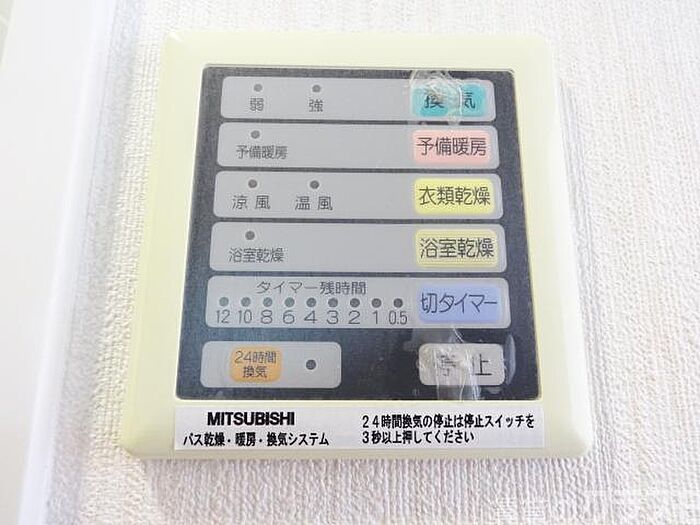 弱 強 換気
予備暖房 予備暖房
涼風 温風 衣類乾燥
浴室乾燥 浴室乾燥
タイマー残時間
12 10 8 6 4 3 2 1 0.5 切タイマー
24時間
換気
停止
MITSUBISHI
バス乾燥・暖房・換気システム
24時間換気の停止は停止スイッチを
3秒以上押してください